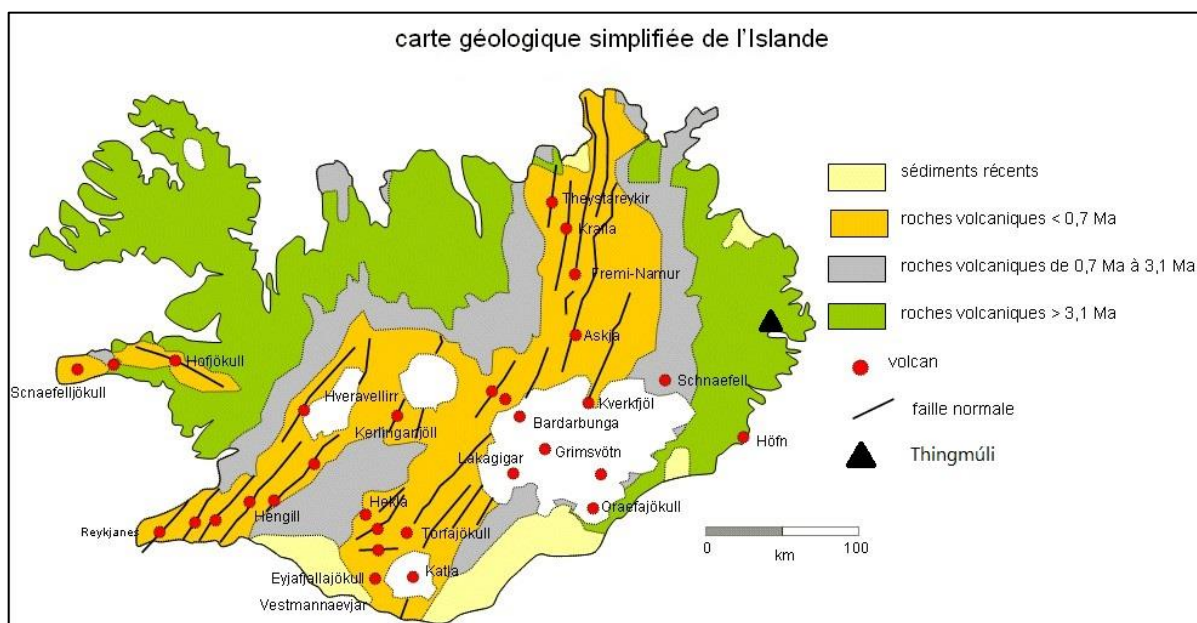 carte géologique simplifiée de l'Islande
sédiments récents
roches volcaniques < 0,7 Ma
roches volcaniques de 0,7 Ma à 3,1 Ma
roches volcaniques > 3,1 Ma
volcan
faille normale
Thingmúli
0 100
km
Theystareykir
Kralla
Fremi-Namur
Askja
Hofjökull
Scnaefelljökull
Hveravellirr
Kerlingarjöll
Schnaefell
Kverkfjöl
Bardarbunga
Höfn
Grimsvötn
Lakagigar
Oraefajökull
Hekla
Hengill
Reykjanes
Torfajökull
Katla
Eyjafjallajökull
Vestmannaevjar